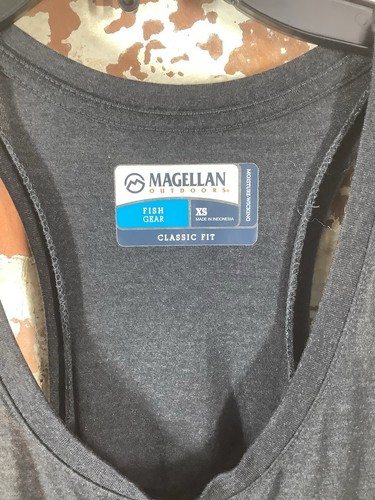 MAGELLAN
OUTDOORS®
FISH
GEAR
XS
MADE IN INDONESIA
MOISTURE WICKING
CLASSIC FIT